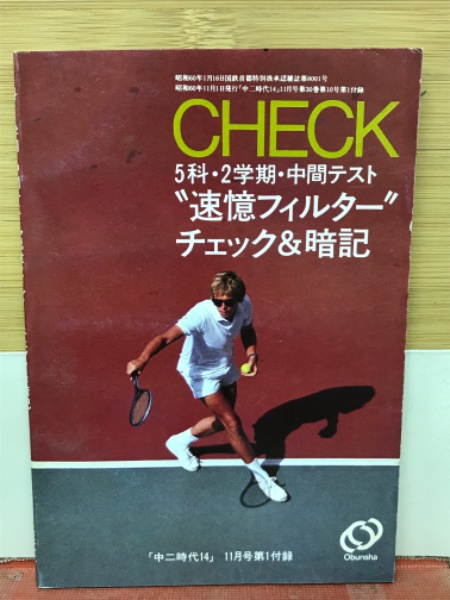 昭和60年1月16日国鉄首都特別扱承認雑誌第8001号
昭和60年11月1日発行「中二時代14」11月号第30巻第10号第1付録
CHECK
5科・2学期・中間テスト
“速憶フィルター”
チェック&暗記
Obunsha
「中二時代14」 11月号第1付録